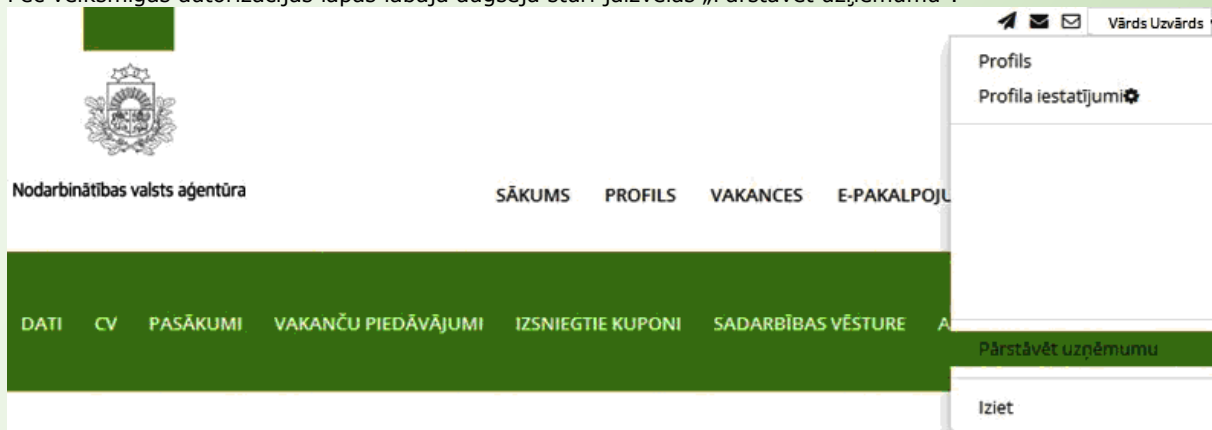 Vārds Uzvārds
Profils
Profila iestatījumi
Nodarbinātības valsts aģentūra
SĀKUMS PROFILS VAKANCES E-PAKALPOJU
DATI CV PASĀKUMI VAKANČU PIEDĀVĀJUMI IZSNIEGTIE KUPONI SADARBĪBAS VĒSTURE A
Pārstāvēt uzņēmumu
Iziet